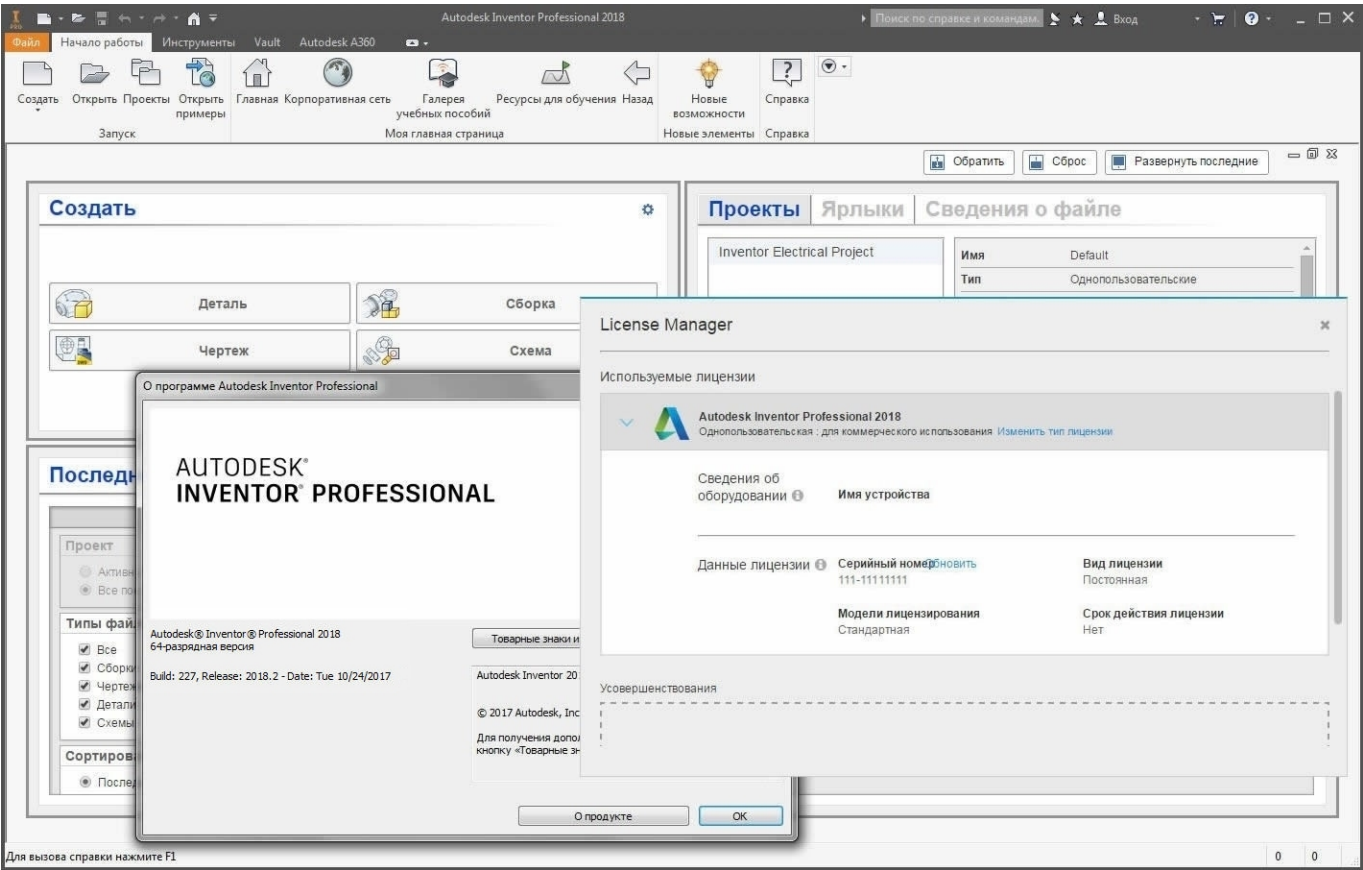 PRO
Autodesk Inventor Professional 2018
Поиск по справке и командам.
Вход
Файл
Начало работы
Инструменты
Vault
Autodesk A360
Создать
Открыть
Проекты
Открыть
примеры
Главная
Корпоративная сеть
Галерея
учебных пособий
Ресурсы для обучения
Назад
Новые
возможности
Справка
Запуск
Моя главная страница
Новые элементы
Справка
Обратить
Сброс
Развернуть последние
Создать
Деталь
Сборка
Чертеж
Схема
Проекты
Ярлыки
Сведения о файле
Inventor Electrical Project
Имя
Default
Тип
Однопользовательские
License Manager
Используемые лицензии
Autodesk Inventor Professional 2018
Однопользовательская : для коммерческого использования Изменить тип лицензии
Сведения об
оборудовании
Имя устройства
Данные лицензии
Серийный номер
Обновить
111-11111111
Вид лицензии
Постоянная
Модели лицензирования
Стандартная
Срок действия лицензии
Нет
Усовершенствования
О программе Autodesk Inventor Professional
AUTODESK®
INVENTOR® PROFESSIONAL
Autodesk® Inventor® Professional 2018
64-разрядная версия
Build: 227, Release: 2018.2 - Date: Tue 10/24/2017
Товарные знаки и
Autodesk Inventor 20
© 2017 Autodesk, Inc
Для получения допол
кнопку «Товарные зн
О продукте
OK
Последн
Проект
Активн
Все по
Типы фай
Все
Сборки
Чертеж
Детали
Схемы
Сортиров
Послед
Для вызова справки нажмите F1
0
0